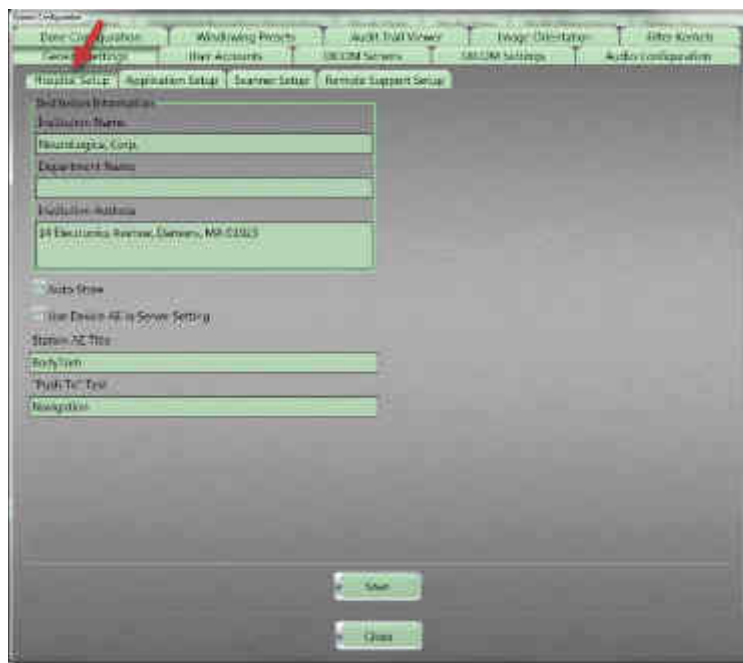 System Configuration
Dose Configuration Windowing Presets Audit Trail Viewer Image Orientation Filter Kernels
General Settings User Accounts DICOM Servers DICOM Settings Audio Configuration
Hospital Setup Application Setup Scanner Setup Remote Support Setup
Institution Information
Institution Name
NeuroLogica, Corp.
Department Name
Institution Address
14 Electronics Avenue, Danvers, MA 01923
Auto Store
Use Device AE in Server Setting
Station AE Title
BodyTom
"Push To" Text
Navigation
Save
Close